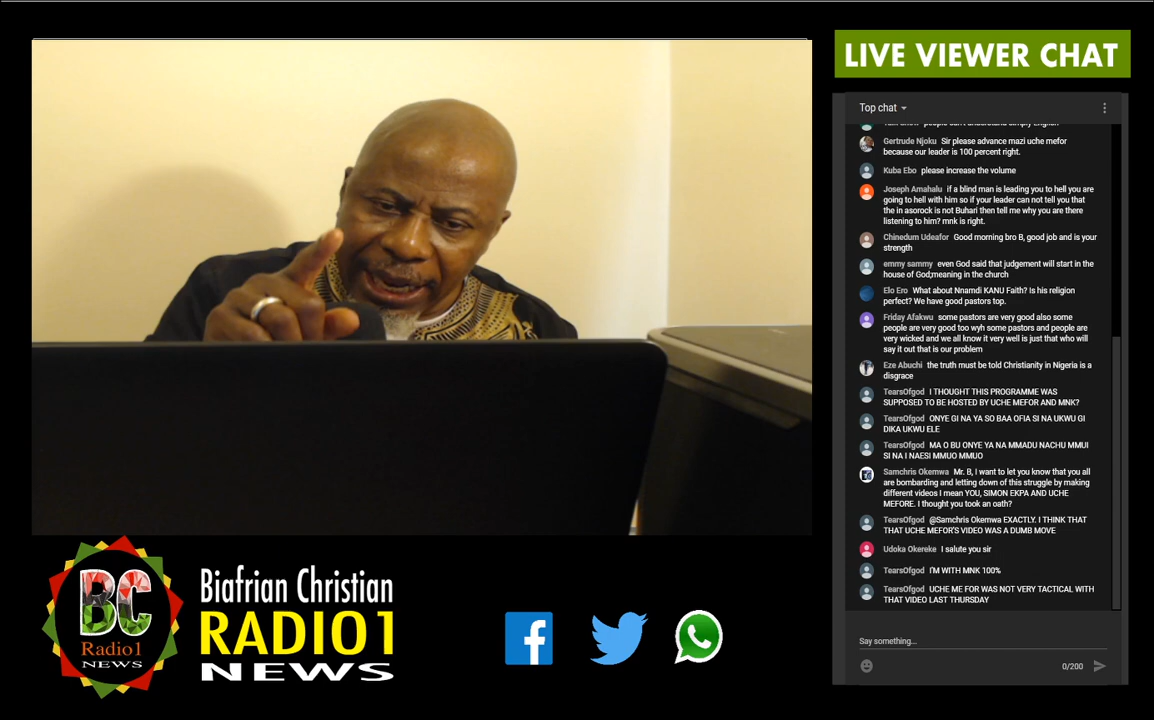 LIVE VIEWER CHAT
Top chat
Gertrude Njoku Sir please advance mazi uche mefor
because our leader is 100 percent right.
Kuba Ebo please increase the volume
Joseph Amahalu if a blind man is leading you to hell you are
going to hell with him so if your leader can not tell you that
the in asorock is not Buhari then tell me why you are there
listening to him? mnk is right.
Chinedum Udeafor Good morning bro B, good job and is your
strength
emmy sammy even God said that judgement will start in the
house of God;meaning in the church
Elo Ero What about Nnamdi KANU Faith? Is his religion
perfect? We have good pastors top.
Friday Afakwu some pastors are very good also some
people are very good too wyh some pastors and people are
very wicked and we all know it very well is just that who will
say it out that is our problem
Eze Abuchi the truth must be told Christianity in Nigeria is a
disgrace
TearsOfgod I THOUGHT THIS PROGRAMME WAS
SUPPOSED TO BE HOSTED BY UCHE MEFOR AND MNK?
TearsOfgod ONYE GI NA YA SO BAA OFIA SI NA UKWU GI
DIKA UKWU ELE
TearsOfgod MA O BU ONYE YA NA MMADU NACHU MMUI
SI NA I NAESI MMUO MMUO
Samchris Okemwa Mr. B, I want to let you know that you all
are bombarding and letting down of this struggle by making
different videos I mean YOU, SIMON EKPA AND UCHE
MEFORE. I thought you took an oath?
TearsOfgod @Samchris Okemwa EXACTLY. I THINK THAT
THAT UCHE MEFOR'S VIDEO WAS A DUMB MOVE
Udoka Okereke I salute you sir
TearsOfgod I'M WITH MNK 100%
TearsOfgod UCHE ME FOR WAS NOT VERY TACTICAL WITH
THAT VIDEO LAST THURSDAY
Say something...
0/200
BC
Radio1
NEWS
Biafrian Christian
RADIO1
NEWS